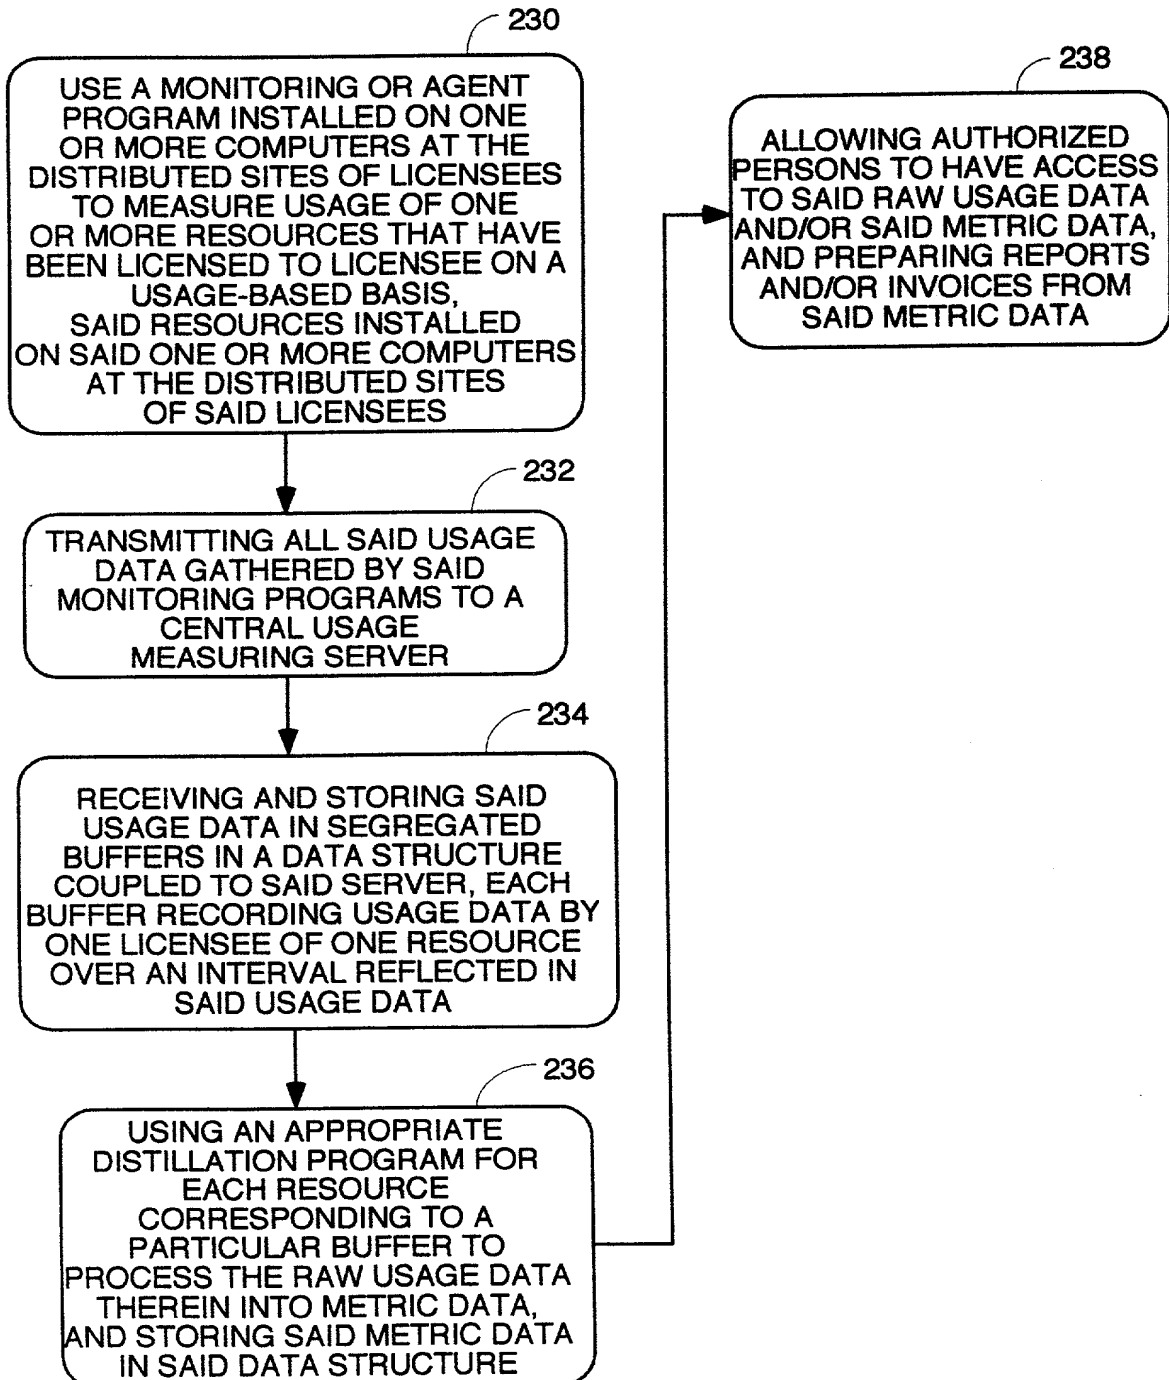 230
USE A MONITORING OR AGENT
PROGRAM INSTALLED ON ONE
OR MORE COMPUTERS AT THE
DISTRIBUTED SITES OF LICENSEES
TO MEASURE USAGE OF ONE
OR MORE RESOURCES THAT HAVE
BEEN LICENSED TO LICENSEE ON A
USAGE-BASED BASIS,
SAID RESOURCES INSTALLED
ON SAID ONE OR MORE COMPUTERS
AT THE DISTRIBUTED SITES
OF SAID LICENSEES
232
TRANSMITTING ALL SAID USAGE
DATA GATHERED BY SAID
MONITORING PROGRAMS TO A
CENTRAL USAGE
MEASURING SERVER
234
RECEIVING AND STORING SAID
USAGE DATA IN SEGREGATED
BUFFERS IN A DATA STRUCTURE
COUPLED TO SAID SERVER, EACH
BUFFER RECORDING USAGE DATA BY
ONE LICENSEE OF ONE RESOURCE
OVER AN INTERVAL REFLECTED IN
SAID USAGE DATA
236
USING AN APPROPRIATE
DISTILLATION PROGRAM FOR
EACH RESOURCE
CORRESPONDING TO A
PARTICULAR BUFFER TO
PROCESS THE RAW USAGE DATA
THEREIN INTO METRIC DATA,
AND STORING SAID METRIC DATA
IN SAID DATA STRUCTURE
238
ALLOWING AUTHORIZED
PERSONS TO HAVE ACCESS
TO SAID RAW USAGE DATA
AND/OR SAID METRIC DATA,
AND PREPARING REPORTS
AND/OR INVOICES FROM
SAID METRIC DATA